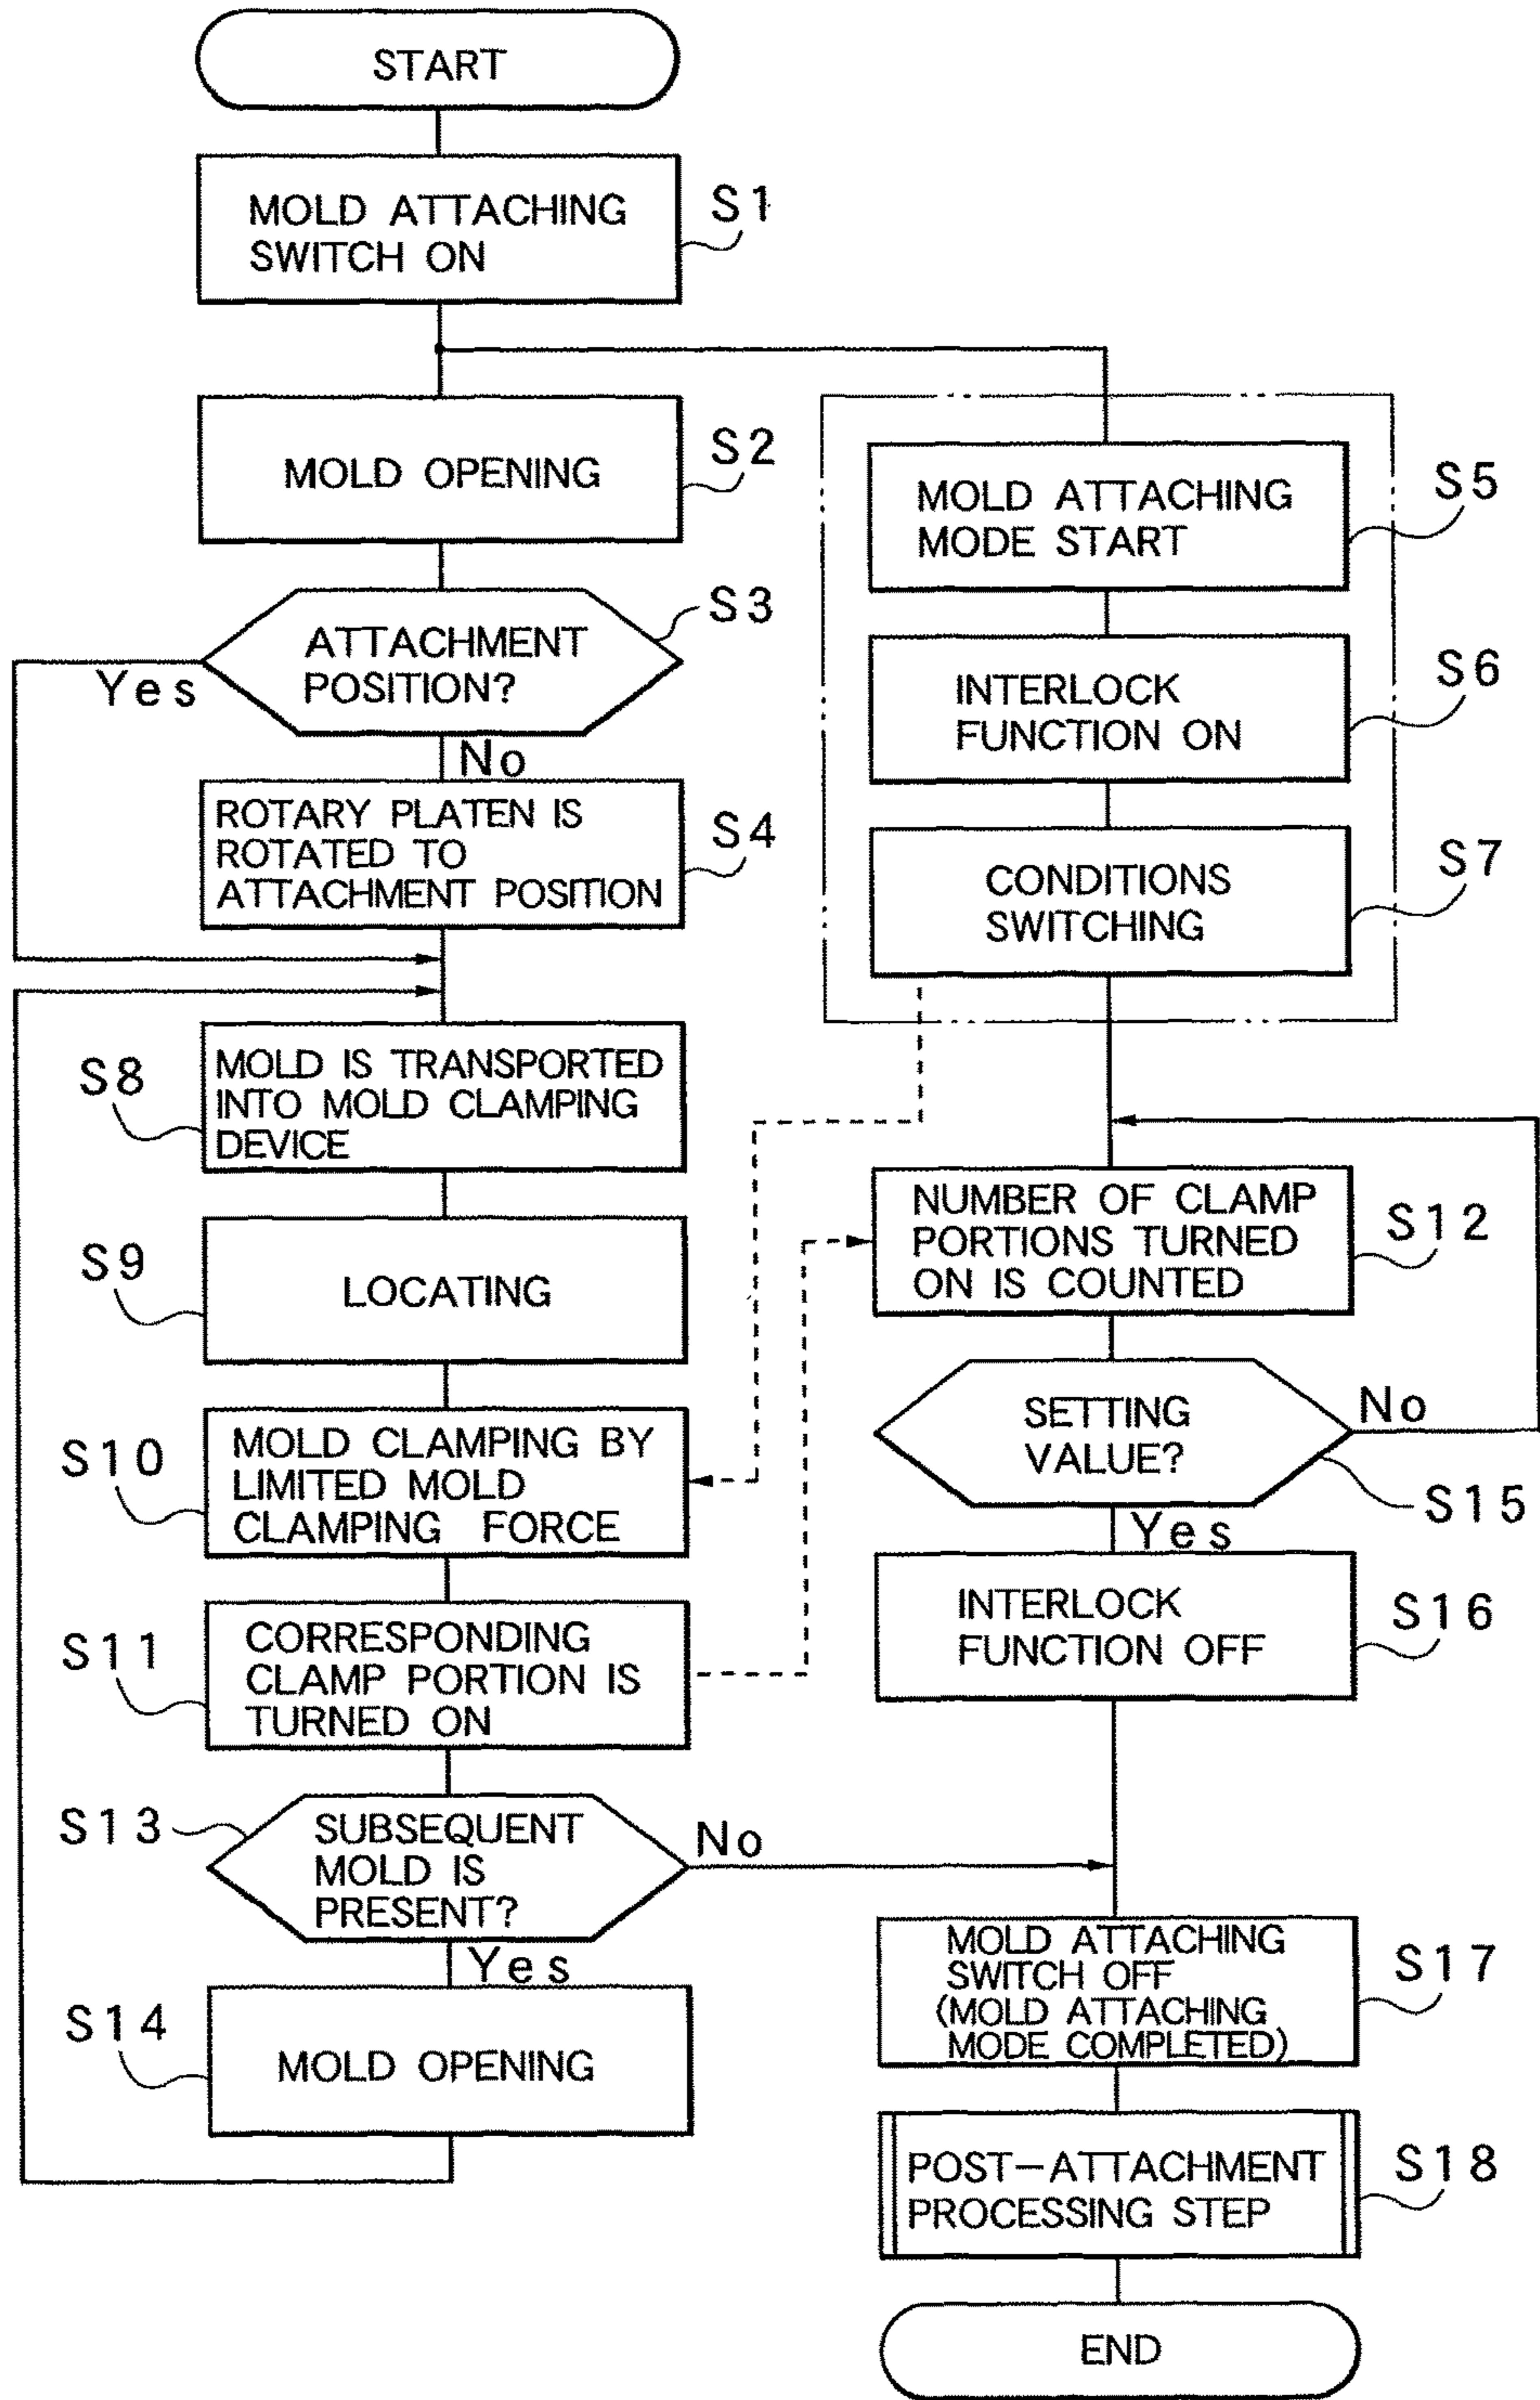 START
MOLD ATTACHING
SWITCH ON
S1
MOLD OPENING
S2
ATTACHMENT
POSITION?
S3
Yes
No
ROTARY PLATEN IS
ROTATED TO
ATTACHMENT POSITION
S4
MOLD ATTACHING
MODE START
S5
INTERLOCK
FUNCTION ON
S6
CONDITIONS
SWITCHING
S7
S8
MOLD IS TRANSPORTED
INTO MOLD CLAMPING
DEVICE
S9
LOCATING
S10
MOLD CLAMPING BY
LIMITED MOLD
CLAMPING FORCE
S11
CORRESPONDING
CLAMP PORTION IS
TURNED ON
NUMBER OF CLAMP
PORTIONS TURNED
ON IS COUNTED
S12
S13
SUBSEQUENT
MOLD IS
PRESENT?
No
Yes
S14
MOLD OPENING
SETTING
VALUE?
No
S15
Yes
INTERLOCK
FUNCTION OFF
S16
MOLD ATTACHING
SWITCH OFF
(MOLD ATTACHING
MODE COMPLETED)
S17
POST-ATTACHMENT
PROCESSING STEP
S18
END